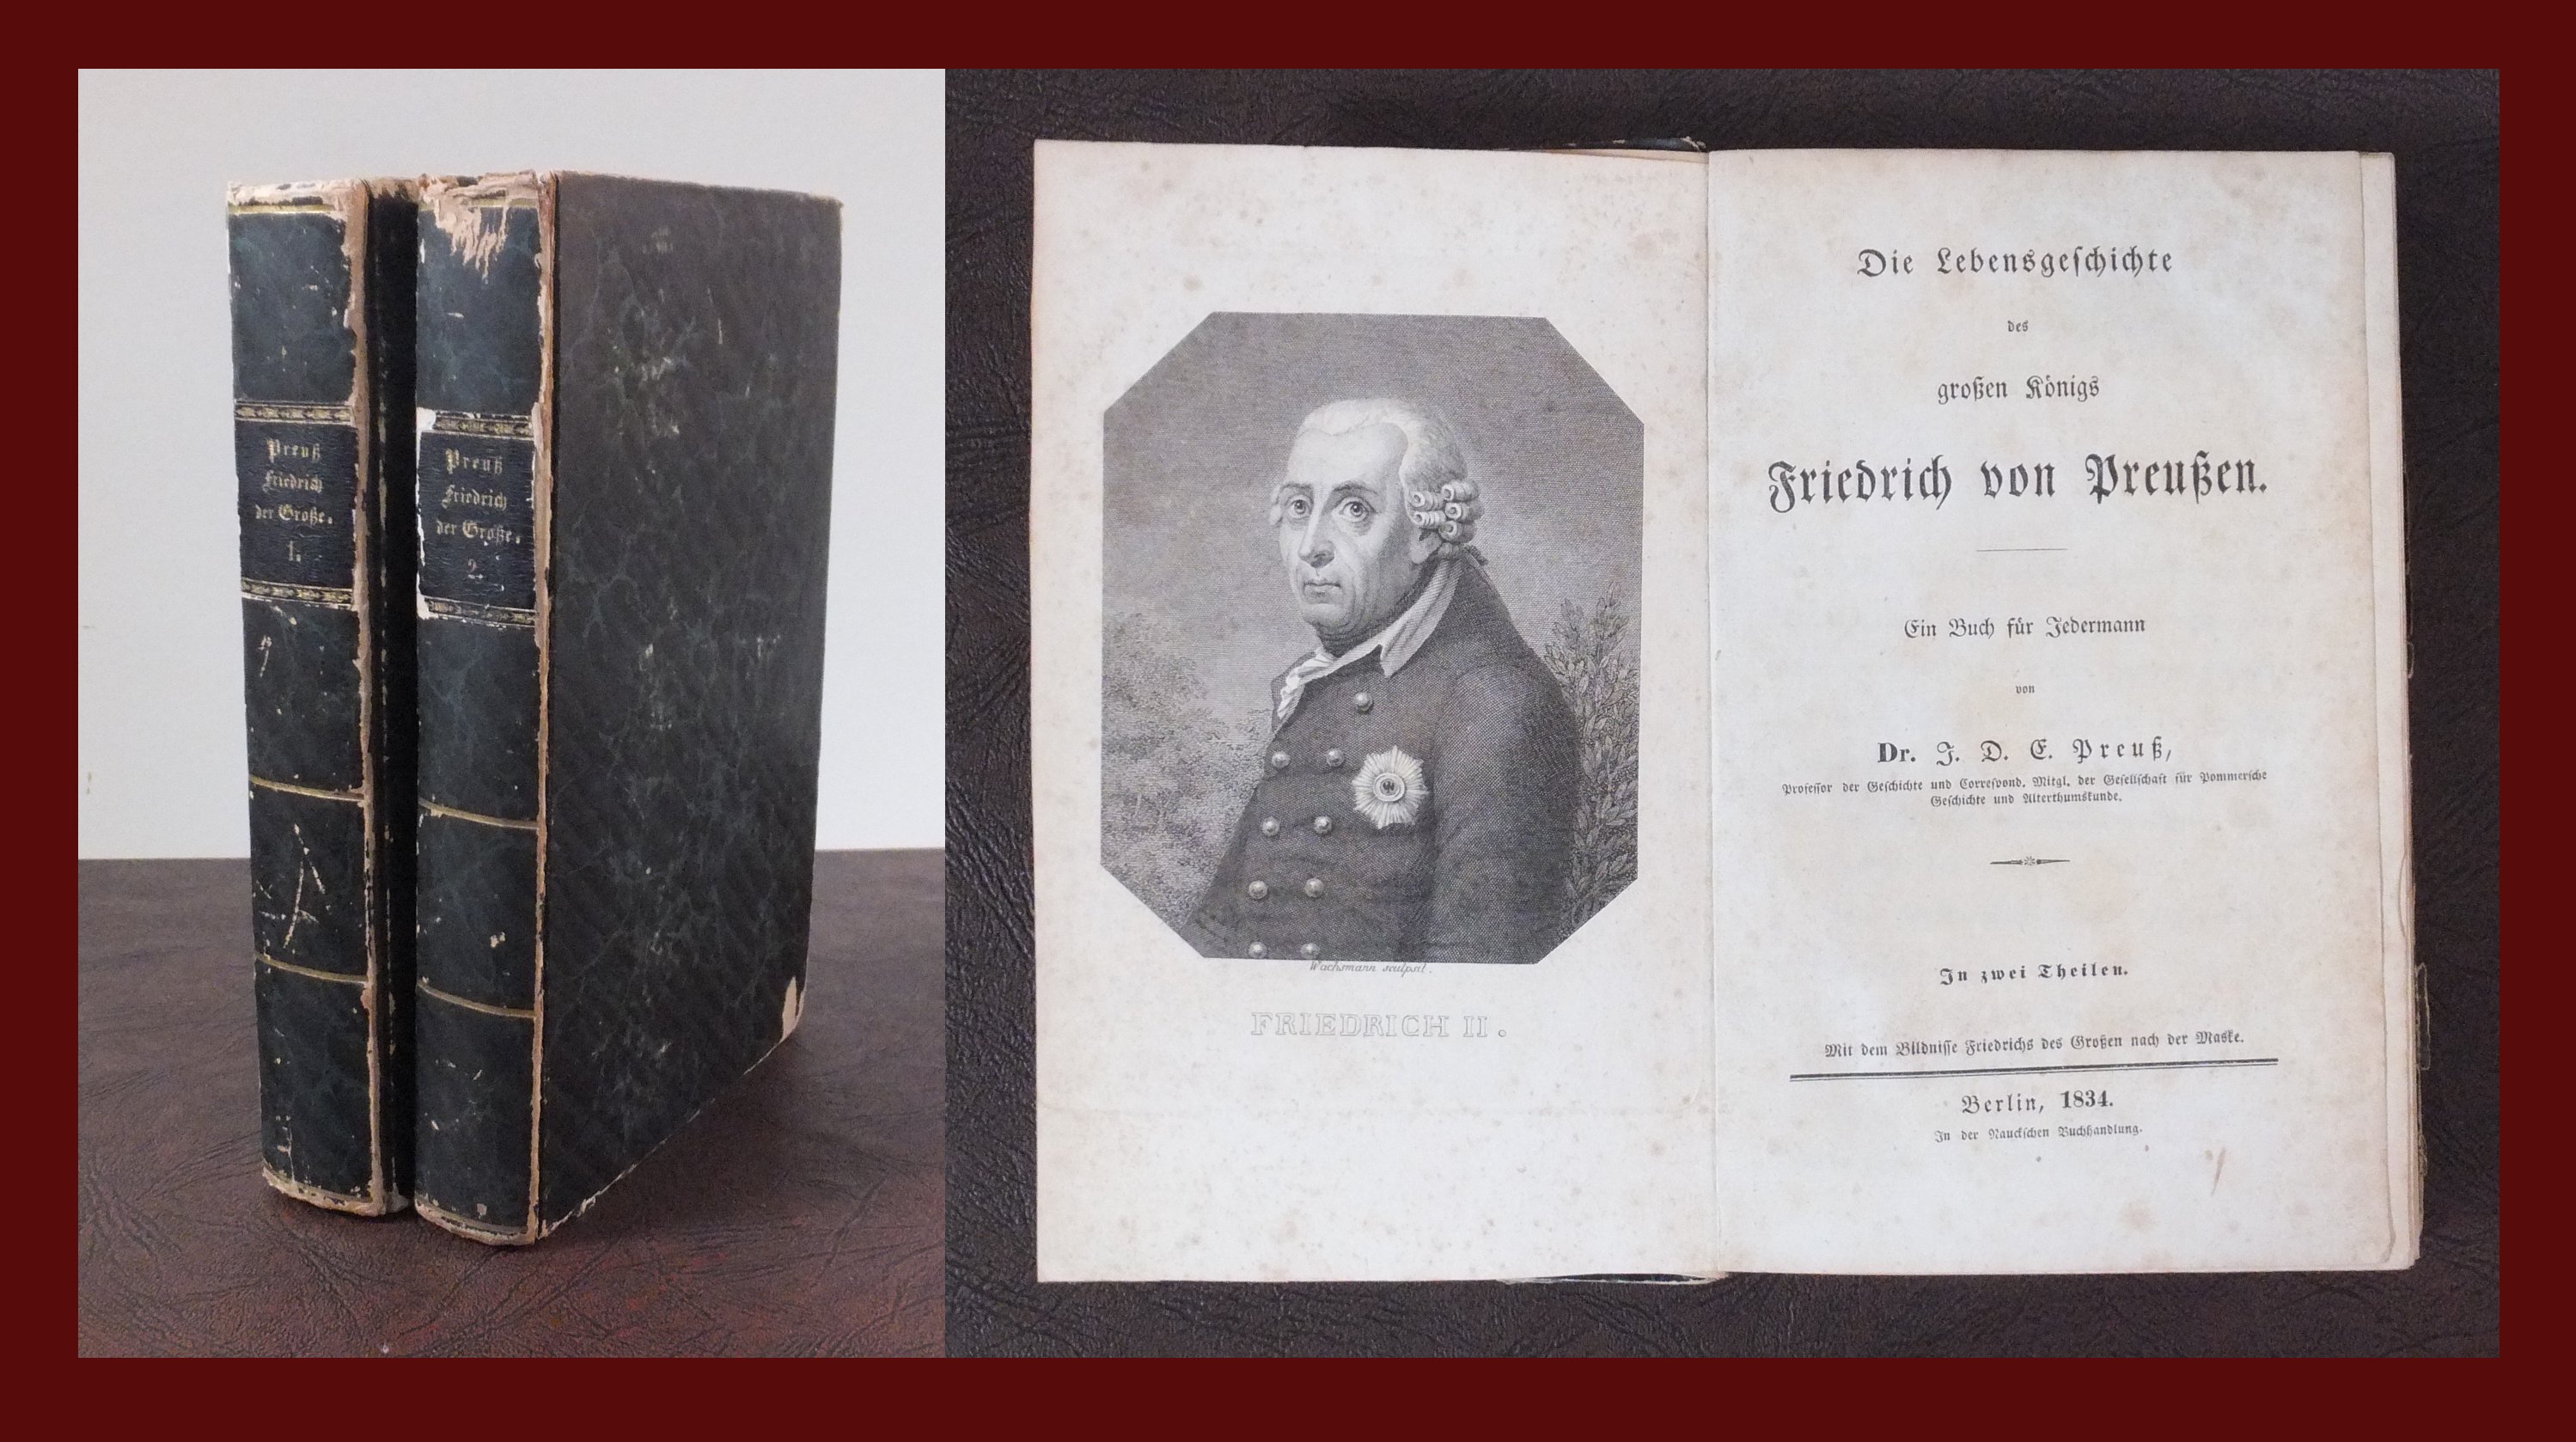 Preuß
Friedrich
der Große.
1.
Preuß
Friedrich
der Große.
2.
Wachsmann sculpsit.
FRIEDRICH II.
Die Lebensgeschichte
des
großen Königs
Friedrich von Preußen.
Ein Buch für Jedermann
von
Dr. J. D. E. Preuß,
Professor der Geschichte und Correspond. Mitgl. der Gesellschaft für Pommersche
Geschichte und Alterthumskunde.
In zwei Theilen.
Mit dem Bildnisse Friedrichs des Großen nach der Maske.
Berlin, 1834.
In der Nauckschen Buchhandlung.